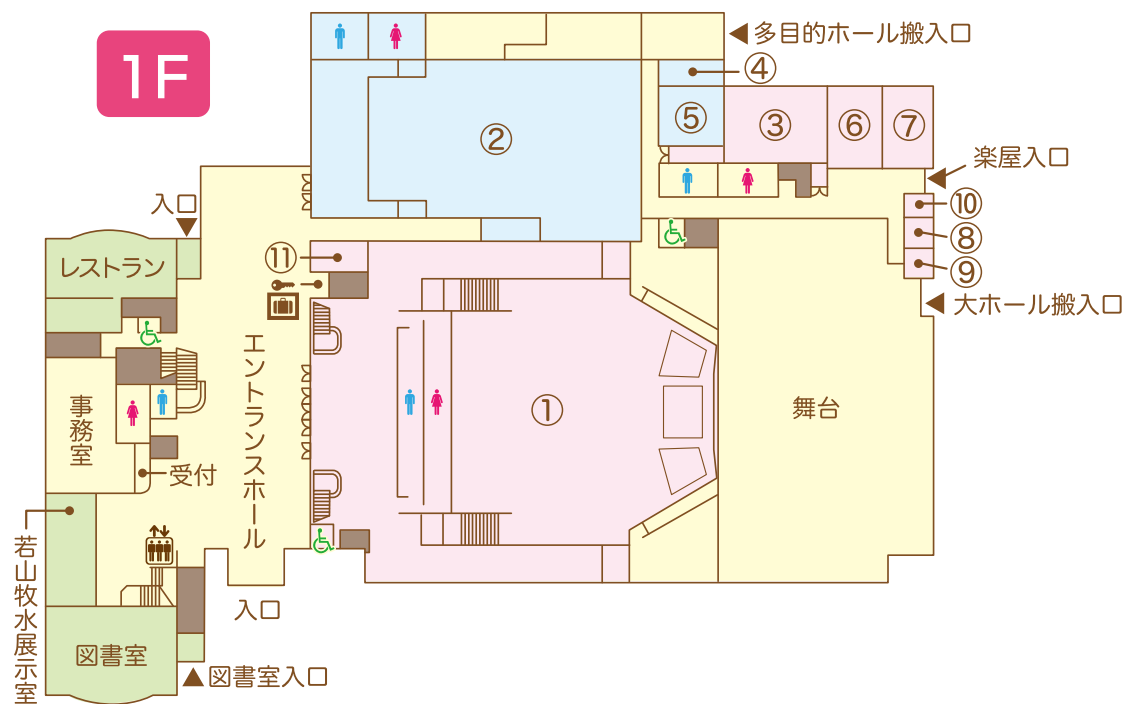 1F
多目的ホール搬入口
④
②
⑤
③
⑥
⑦
楽屋入口
入口
⑩
⑧
⑨
⑪
レストラン
大ホール搬入口
エントランスホール
①
舞台
事務室
受付
若山牧水展示室
入口
図書室
図書室入口